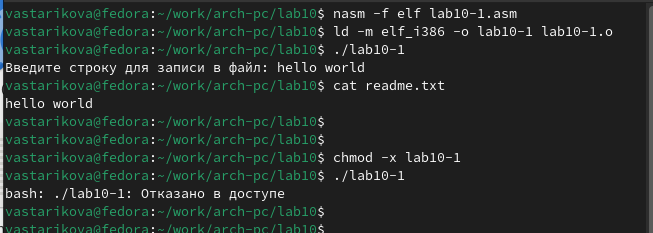 vastarikova@fedora:~/work/arch-pc/lab10$ nasm -f elf lab10-1.asm
vastarikova@fedora:~/work/arch-pc/lab10$ ld -m elf_i386 -o lab10-1 lab10-1.o
vastarikova@fedora:~/work/arch-pc/lab10$ ./lab10-1
Введите строку для записи в файл: hello world
vastarikova@fedora:~/work/arch-pc/lab10$ cat readme.txt
hello world
vastarikova@fedora:~/work/arch-pc/lab10$
vastarikova@fedora:~/work/arch-pc/lab10$
vastarikova@fedora:~/work/arch-pc/lab10$ chmod -x lab10-1
vastarikova@fedora:~/work/arch-pc/lab10$ ./lab10-1
bash: ./lab10-1: Отказано в доступе
vastarikova@fedora:~/work/arch-pc/lab10$
vastarikova@fedora:~/work/arch-pc/lab10$